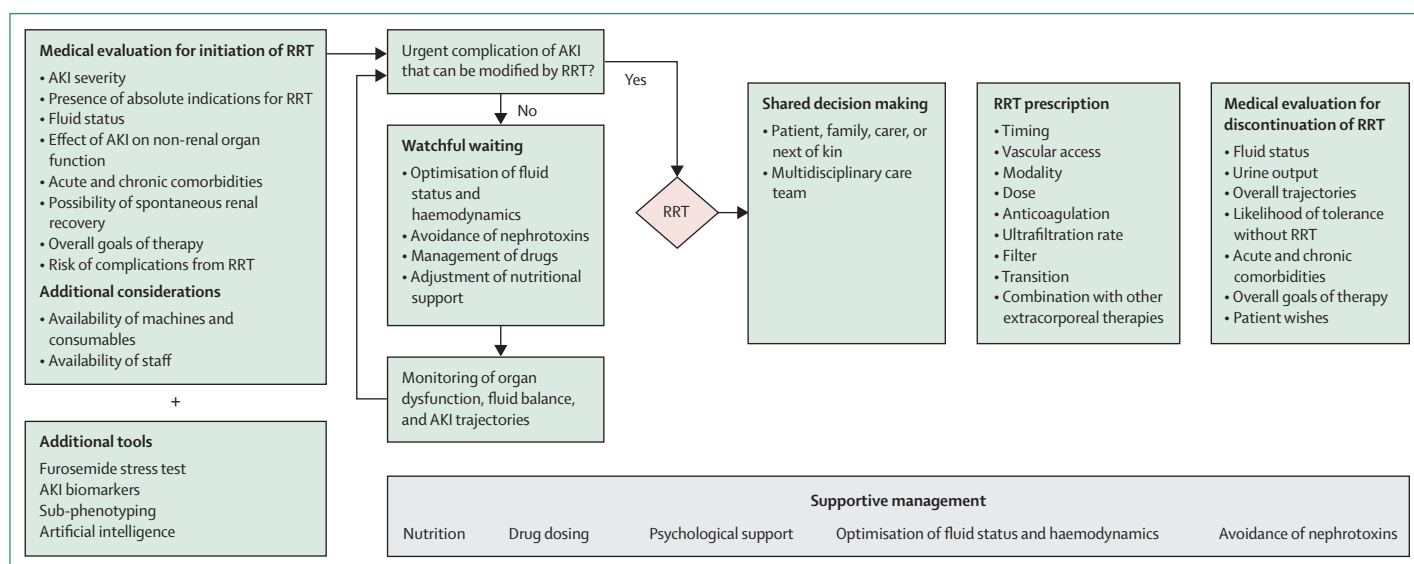 Medical evaluation for initiation of RRT
• AKI severity
• Presence of absolute indications for RRT
• Fluid status
• Effect of AKI on non-renal organ
function
• Acute and chronic comorbidities
• Possibility of spontaneous renal
recovery
• Overall goals of therapy
• Risk of complications from RRT
Additional considerations
• Availability of machines and
consumables
• Availability of staff
+
Additional tools
Furosemide stress test
AKI biomarkers
Sub-phenotyping
Artificial intelligence
Urgent complication of AKI
that can be modified by RRT?
Yes
No
Watchful waiting
• Optimisation of fluid
status and
haemodynamics
• Avoidance of nephrotoxins
• Management of drugs
• Adjustment of nutritional
support
Monitoring of organ
dysfunction, fluid balance,
and AKI trajectories
RRT
Shared decision making
• Patient, family, carer, or
next of kin
• Multidisciplinary care
team
RRT prescription
• Timing
• Vascular access
• Modality
• Dose
• Anticoagulation
• Ultrafiltration rate
• Filter
• Transition
• Combination with other
extracorporeal therapies
Medical evaluation for
discontinuation of RRT
• Fluid status
• Urine output
• Overall trajectories
• Likelihood of tolerance
without RRT
• Acute and chronic
comorbidities
• Overall goals of therapy
• Patient wishes
Supportive management
Nutrition Drug dosing Psychological support Optimisation of fluid status and haemodynamics Avoidance of nephrotoxins